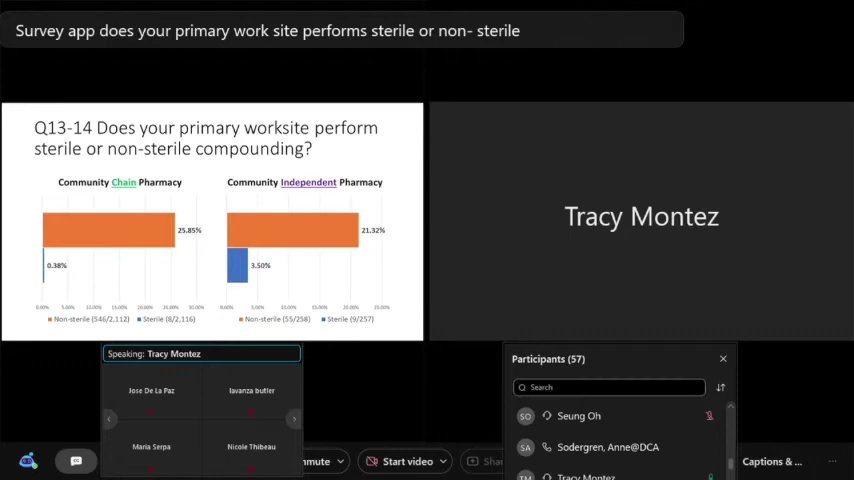 Survey app does your primary work site performs sterile or non- sterile
Q13-14 Does your primary worksite perform
sterile or non-sterile compounding?
Community Chain Pharmacy
Community Independent Pharmacy
25.85%
0.38%
21.32%
3.50%
0.00% 5.00% 10.00% 15.00% 20.00% 25.00% 30.00%
0.00% 5.00% 10.00% 15.00% 20.00% 25.00%
Non-sterile (546/2,112) Sterile (8/2,116)
Non-sterile (55/258) Sterile (9/257)
Tracy Montez
Speaking: Tracy Montez
Jose De La Paz
lavanza butler
Maria Serpa
Nicole Thibeau
Participants (57)
Search
SO Seung Oh
SA Sodergren, Anne@DCA
TM Tracy Montez
mute
Start video
Shar
Captions & ...